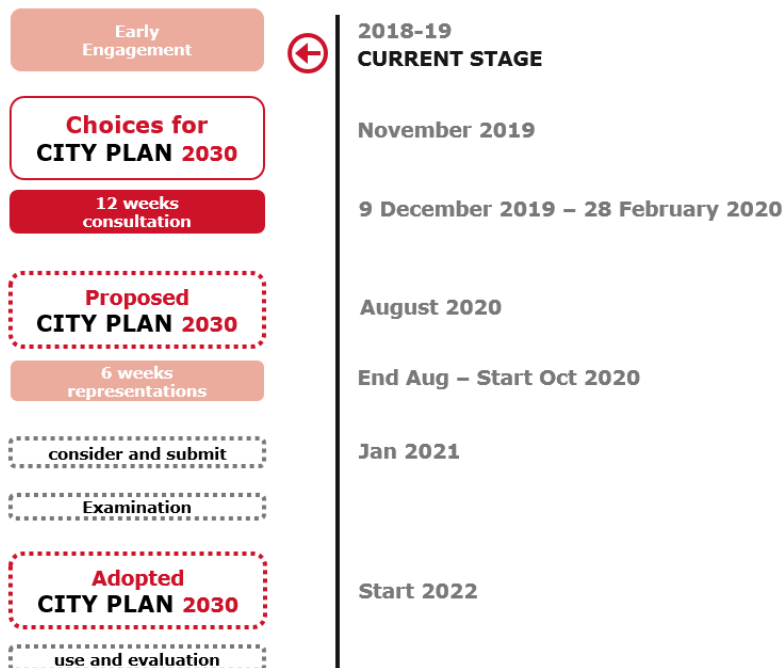 Early
Engagement
2018-19
CURRENT STAGE
Choices for
CITY PLAN 2030
November 2019
12 weeks
consultation
9 December 2019 – 28 February 2020
Proposed
CITY PLAN 2030
August 2020
6 weeks
representations
End Aug – Start Oct 2020
consider and submit
Jan 2021
Examination
Adopted
CITY PLAN 2030
Start 2022
use and evaluation